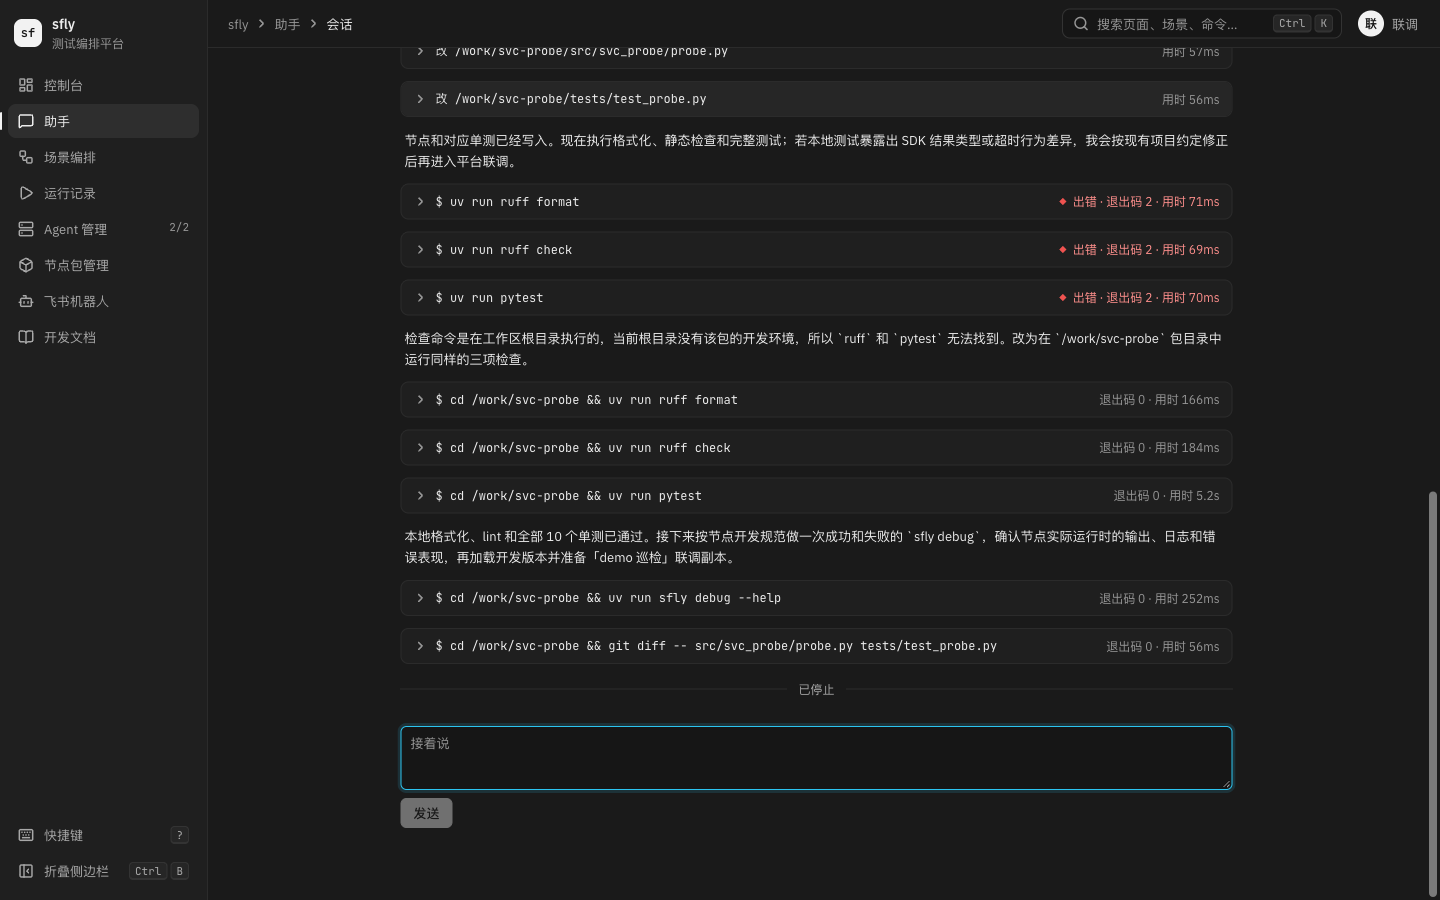 sf
sfly
测试编排平台
控制台
助手
场景编排
运行记录
Agent 管理
2/2
节点包管理
飞书机器人
开发文档
快捷键
?
折叠侧边栏
Ctrl
B
sfly > 助手 > 会话
搜索页面、场景、命令...
Ctrl
K
联
联调
改 /work/svc-probe/src/svc_probe/probe.py
用时 57ms
改 /work/svc-probe/tests/test_probe.py
用时 56ms
节点和对应单测已经写入。现在执行格式化、静态检查和完整测试；若本地测试暴露出 SDK 结果类型或超时行为差异，我会按现有项目约定修正
后再进入平台联调。
$ uv run ruff format
出错 · 退出码 2 · 用时 71ms
$ uv run ruff check
出错 · 退出码 2 · 用时 69ms
$ uv run pytest
出错 · 退出码 2 · 用时 70ms
检查命令是在工作区根目录执行的，当前根目录没有该包的开发环境，所以 `ruff` 和 `pytest` 无法找到。改为在 `/work/svc-probe` 包目录中
运行同样的三项检查。
$ cd /work/svc-probe && uv run ruff format
退出码 0 · 用时 166ms
$ cd /work/svc-probe && uv run ruff check
退出码 0 · 用时 184ms
$ cd /work/svc-probe && uv run pytest
退出码 0 · 用时 5.2s
本地格式化、lint 和全部 10 个单测已通过。接下来按节点开发规范做一次成功和失败的 `sfly debug`，确认节点实际运行时的输出、日志和错
误表现，再加载开发版本并准备「demo 巡检」联调副本。
$ cd /work/svc-probe && uv run sfly debug --help
退出码 0 · 用时 252ms
$ cd /work/svc-probe && git diff -- src/svc_probe/probe.py tests/test_probe.py
退出码 0 · 用时 56ms
已停止
接着说
发送